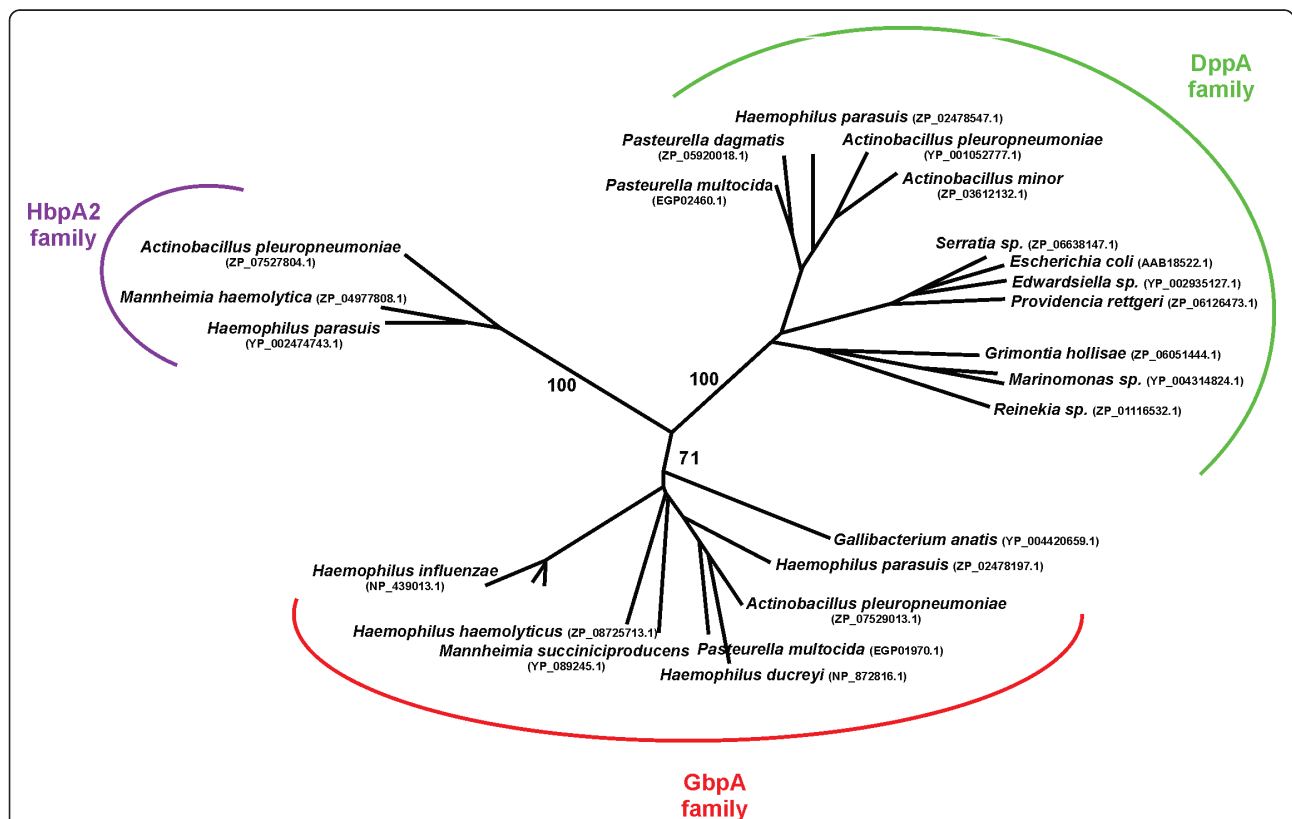 DppA
family
Haemophilus parasuis (ZP_02478547.1)
Pasteurella dagmatis
(ZP_05920018.1)
Actinobacillus pleuropneumoniae
(YP_001052777.1)
Pasteurella multocida
(EGP02460.1)
Actinobacillus minor
(ZP_03612132.1)
HbpA2
family
Actinobacillus pleuropneumoniae
(ZP_07527804.1)
Mannheimia haemolytica (ZP_04977808.1)
Haemophilus parasuis
(YP_002474743.1)
Serratia sp. (ZP_06638147.1)
Escherichia coli (AAB18522.1)
Edwardsiella sp. (YP_002935127.1)
Providencia rettgeri (ZP_06126473.1)
Grimontia hollisae (ZP_06051444.1)
Marinomonas sp. (YP_004314824.1)
Reinekia sp. (ZP_01116532.1)
100
100
71
Gallibacterium anatis (YP_004420659.1)
Haemophilus parasuis (ZP_02478197.1)
Haemophilus influenzae
(NP_439013.1)
Actinobacillus pleuropneumoniae
(ZP_07529013.1)
Haemophilus haemolyticus (ZP_08725713.1)
Mannheimia succiniciproducens
(YP_089245.1)
Pasteurella multocida (EGP01970.1)
Haemophilus ducreyi (NP_872816.1)
GbpA
family